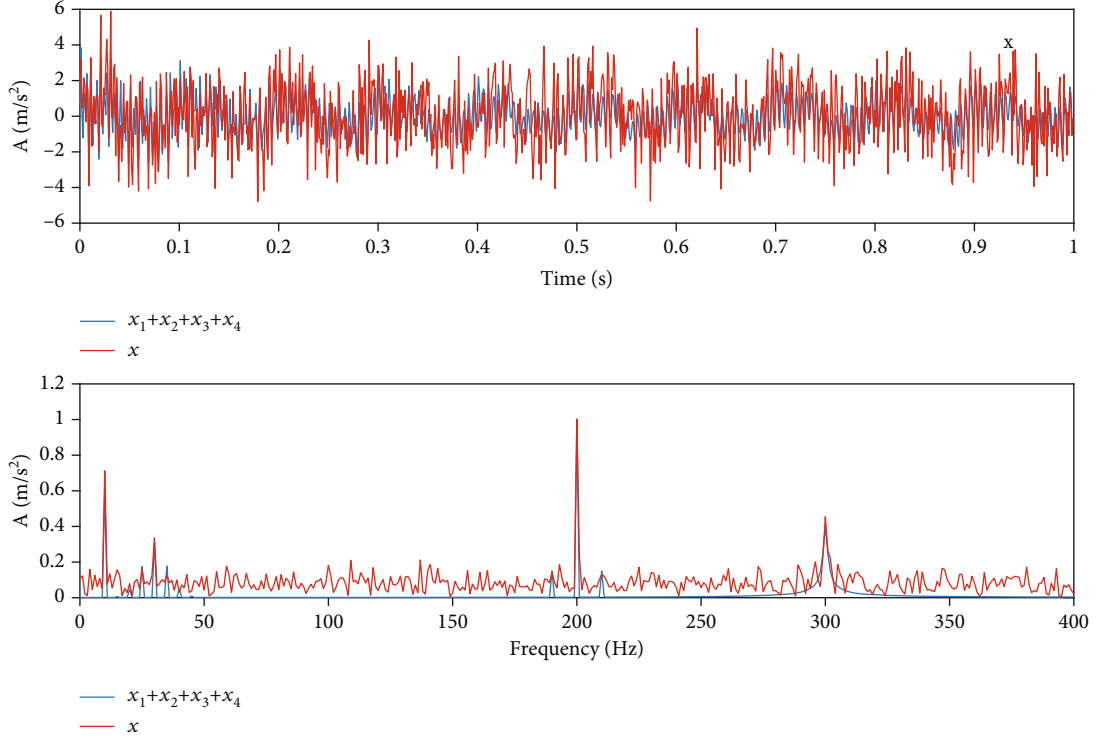 6
4
2
0
−2
−4
−6
A (m/s²)
x
0 0.1 0.2 0.3 0.4 0.5 0.6 0.7 0.8 0.9 1
Time (s)
x₁+x₂+x₃+x₄
x
1.2
1
0.8
0.6
0.4
0.2
0
A (m/s²)
0 50 100 150 200 250 300 350 400
Frequency (Hz)
x₁+x₂+x₃+x₄
x